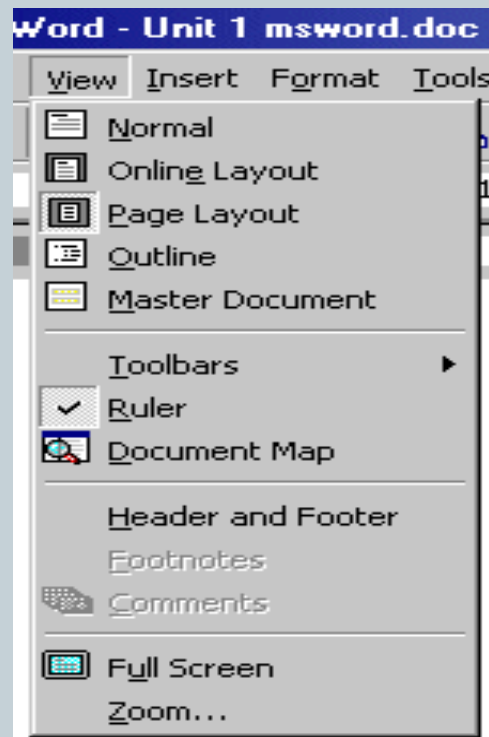 Word - Unit 1 msword.doc
View Insert Format Tools
Normal
Online Layout
Page Layout
Outline
Master Document
Toolbars
Ruler
Document Map
Header and Footer
Footnotes
Comments
Full Screen
Zoom...